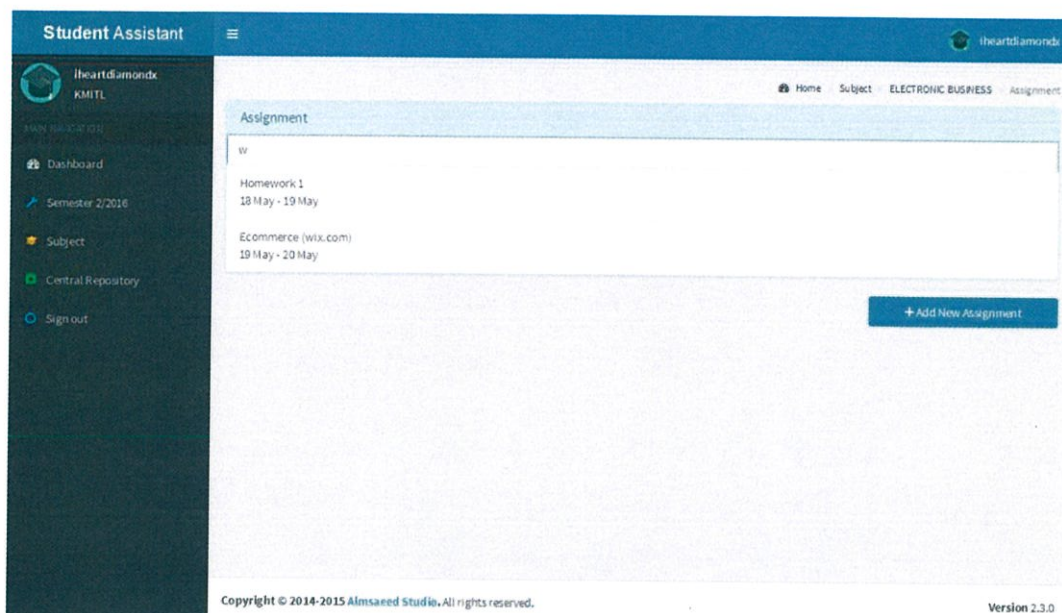 Student Assistant
iheartdiamondx
iheartdiamondx
KMITL
Home Subject ELECTRONIC BUSINESS Assignment
MAIN NAVIGATION
Dashboard
Semester 2/2016
Subject
Central Repository
Sign out
Assignment
w
Homework 1
18 May - 19 May
Ecommerce (wix.com)
19 May - 20 May
+ Add New Assignment
Copyright © 2014-2015 Almsaeed Studio. All rights reserved.
Version 2.3.0